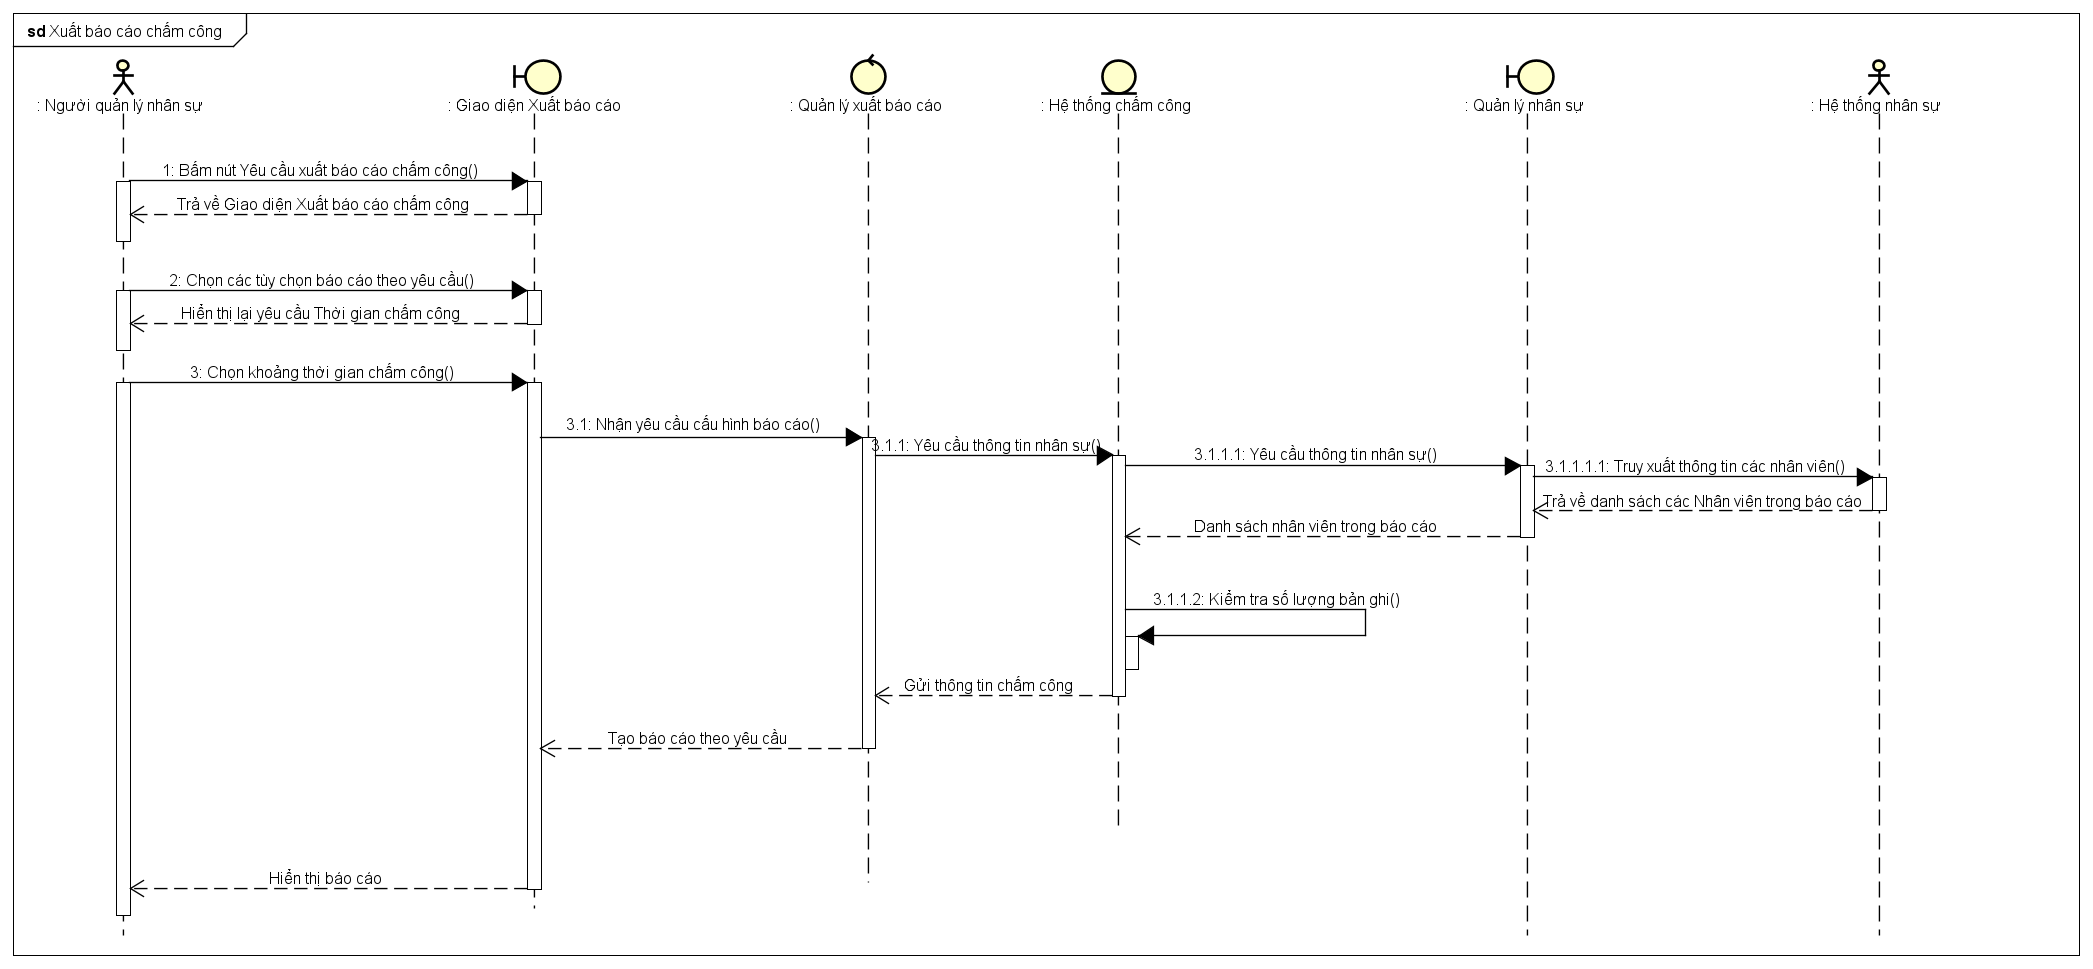 sd Xuất báo cáo chấm công
: Người quản lý nhân sự
: Giao diện Xuất báo cáo
: Quản lý xuất báo cáo
: Hệ thống chấm công
: Quản lý nhân sự
: Hệ thống nhân sự
1: Bấm nút Yêu cầu xuất báo cáo chấm công()
Trả về Giao diện Xuất báo cáo chấm công
2: Chọn các tùy chọn báo cáo theo yêu cầu()
Hiển thị lại yêu cầu Thời gian chấm công
3: Chọn khoảng thời gian chấm công()
3.1: Nhận yêu cầu cấu hình báo cáo()
3.1.1: Yêu cầu thông tin nhân sự()
3.1.1.1: Yêu cầu thông tin nhân sự()
3.1.1.1.1: Truy xuất thông tin các nhân viên()
Trả về danh sách các Nhân viên trong báo cáo
Danh sách nhân viên trong báo cáo
3.1.1.2: Kiểm tra số lượng bản ghi()
Gửi thông tin chấm công
Tạo báo cáo theo yêu cầu
Hiển thị báo cáo